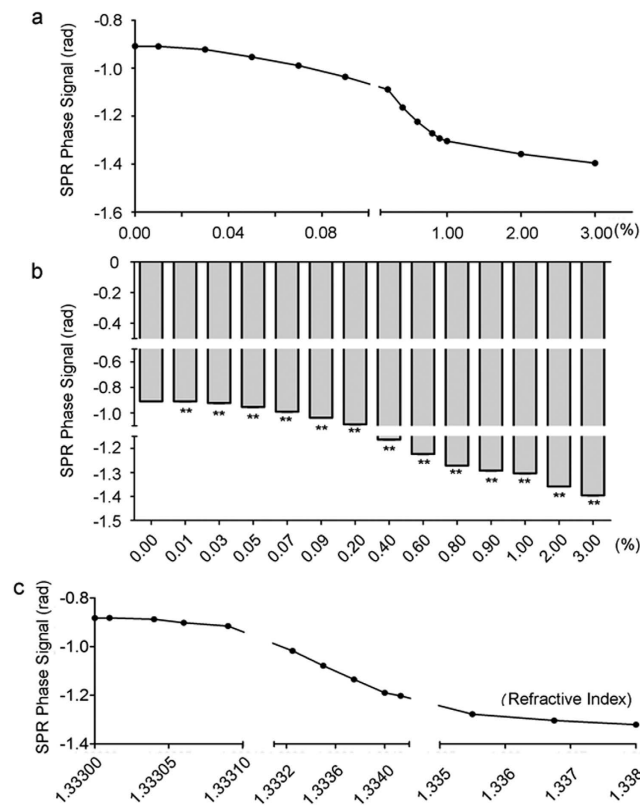 a
SPR Phase Signal (rad)
-0.8
-1.0
-1.2
-1.4
-1.6
0.00 0.04 0.08 1.00 2.00 3.00 (%)
b
SPR Phase Signal (rad)
0
-0.2
-0.4
-0.6
-0.8
-1.0
-1.2
-1.3
-1.4
-1.5
** ** ** ** ** ** ** ** ** ** ** ** **
0.00 0.01 0.03 0.05 0.07 0.09 0.20 0.40 0.60 0.80 0.90 1.00 2.00 3.00 (%)
c
SPR Phase Signal (rad)
-0.8
-1.0
-1.2
-1.4
(Refractive Index)
1.33300 1.33305 1.33310 1.3332 1.3336 1.3340 1.335 1.336 1.337 1.338